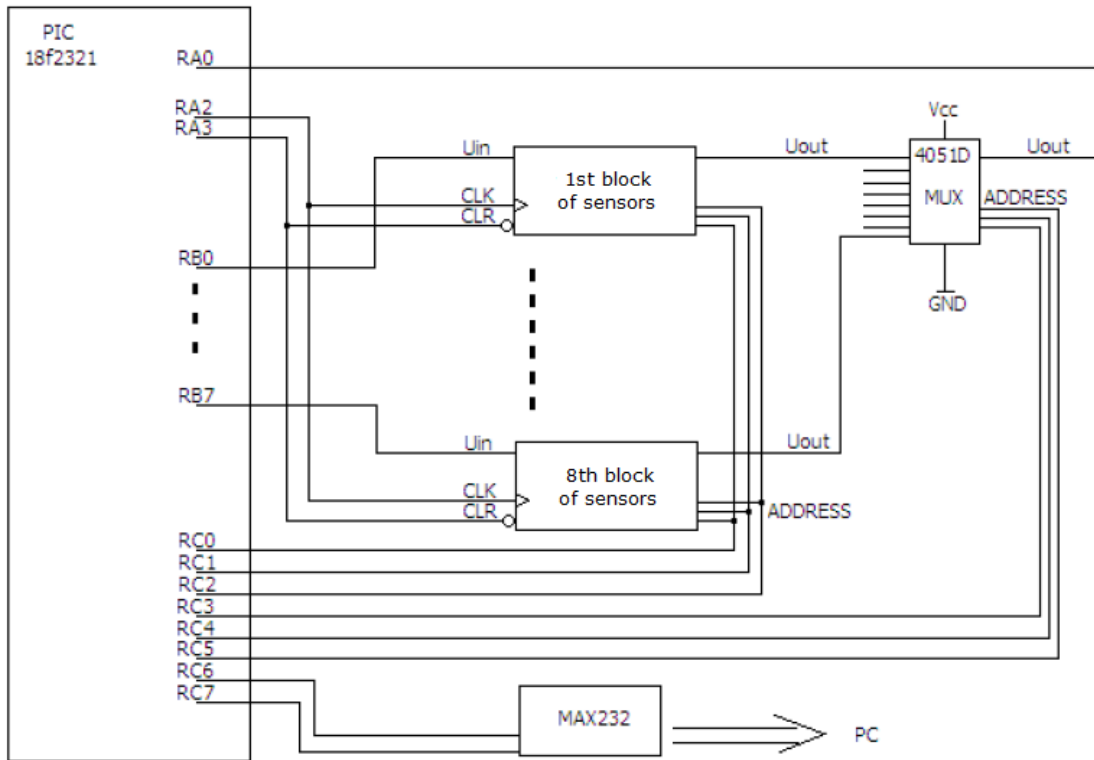 PIC
18f2321
RA0
RA2
RA3
RB0
RB7
RC0
RC1
RC2
RC3
RC4
RC5
RC6
RC7
Uin
CLK
CLR
1st block
of sensors
Uout
Vcc
4051D
MUX
Uout
ADDRESS
GND
Uin
CLK
CLR
8th block
of sensors
Uout
ADDRESS
MAX232
PC